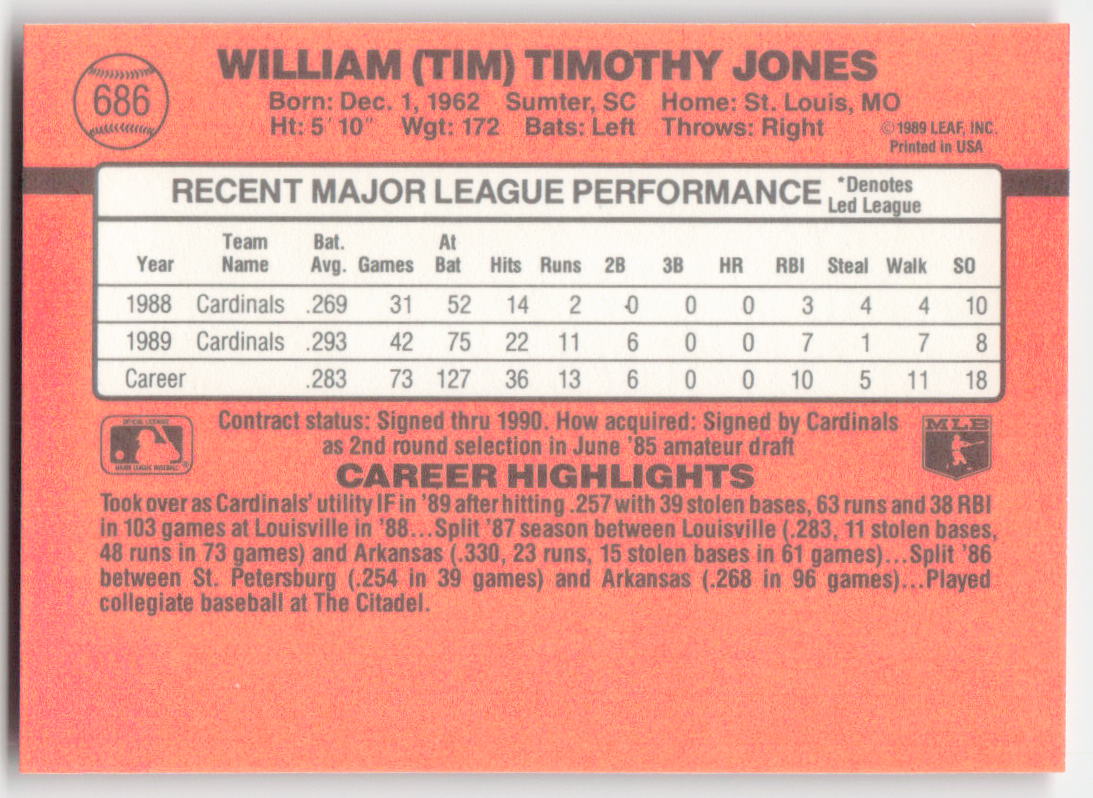 686
WILLIAM (TIM) TIMOTHY JONES
Born: Dec. 1, 1962 Sumter, SC Home: St. Louis, MO
Ht: 5' 10" Wgt: 172 Bats: Left Throws: Right
©1989 LEAF, INC.
Printed in USA
RECENT MAJOR LEAGUE PERFORMANCE *Denotes
Led League
Year Team Name Bat. Avg. Games At Bat Hits Runs 2B 3B HR RBI Steal Walk SO
1988 Cardinals .269 31 52 14 2 0 0 0 3 4 4 10
1989 Cardinals .293 42 75 22 11 6 0 0 7 1 7 8
Career .283 73 127 36 13 6 0 0 10 5 11 18
OFFICIAL LICENSEE
MAJOR LEAGUE BASEBALL
Contract status: Signed thru 1990. How acquired: Signed by Cardinals
as 2nd round selection in June '85 amateur draft
MLB
CAREER HIGHLIGHTS
Took over as Cardinals' utility IF in '89 after hitting .257 with 39 stolen bases, 63 runs and 38 RBI
in 103 games at Louisville in '88...Split '87 season between Louisville (.283, 11 stolen bases,
48 runs in 73 games) and Arkansas (.330, 23 runs, 15 stolen bases in 61 games)...Split '86
between St. Petersburg (.254 in 39 games) and Arkansas (.268 in 96 games)...Played
collegiate baseball at The Citadel.